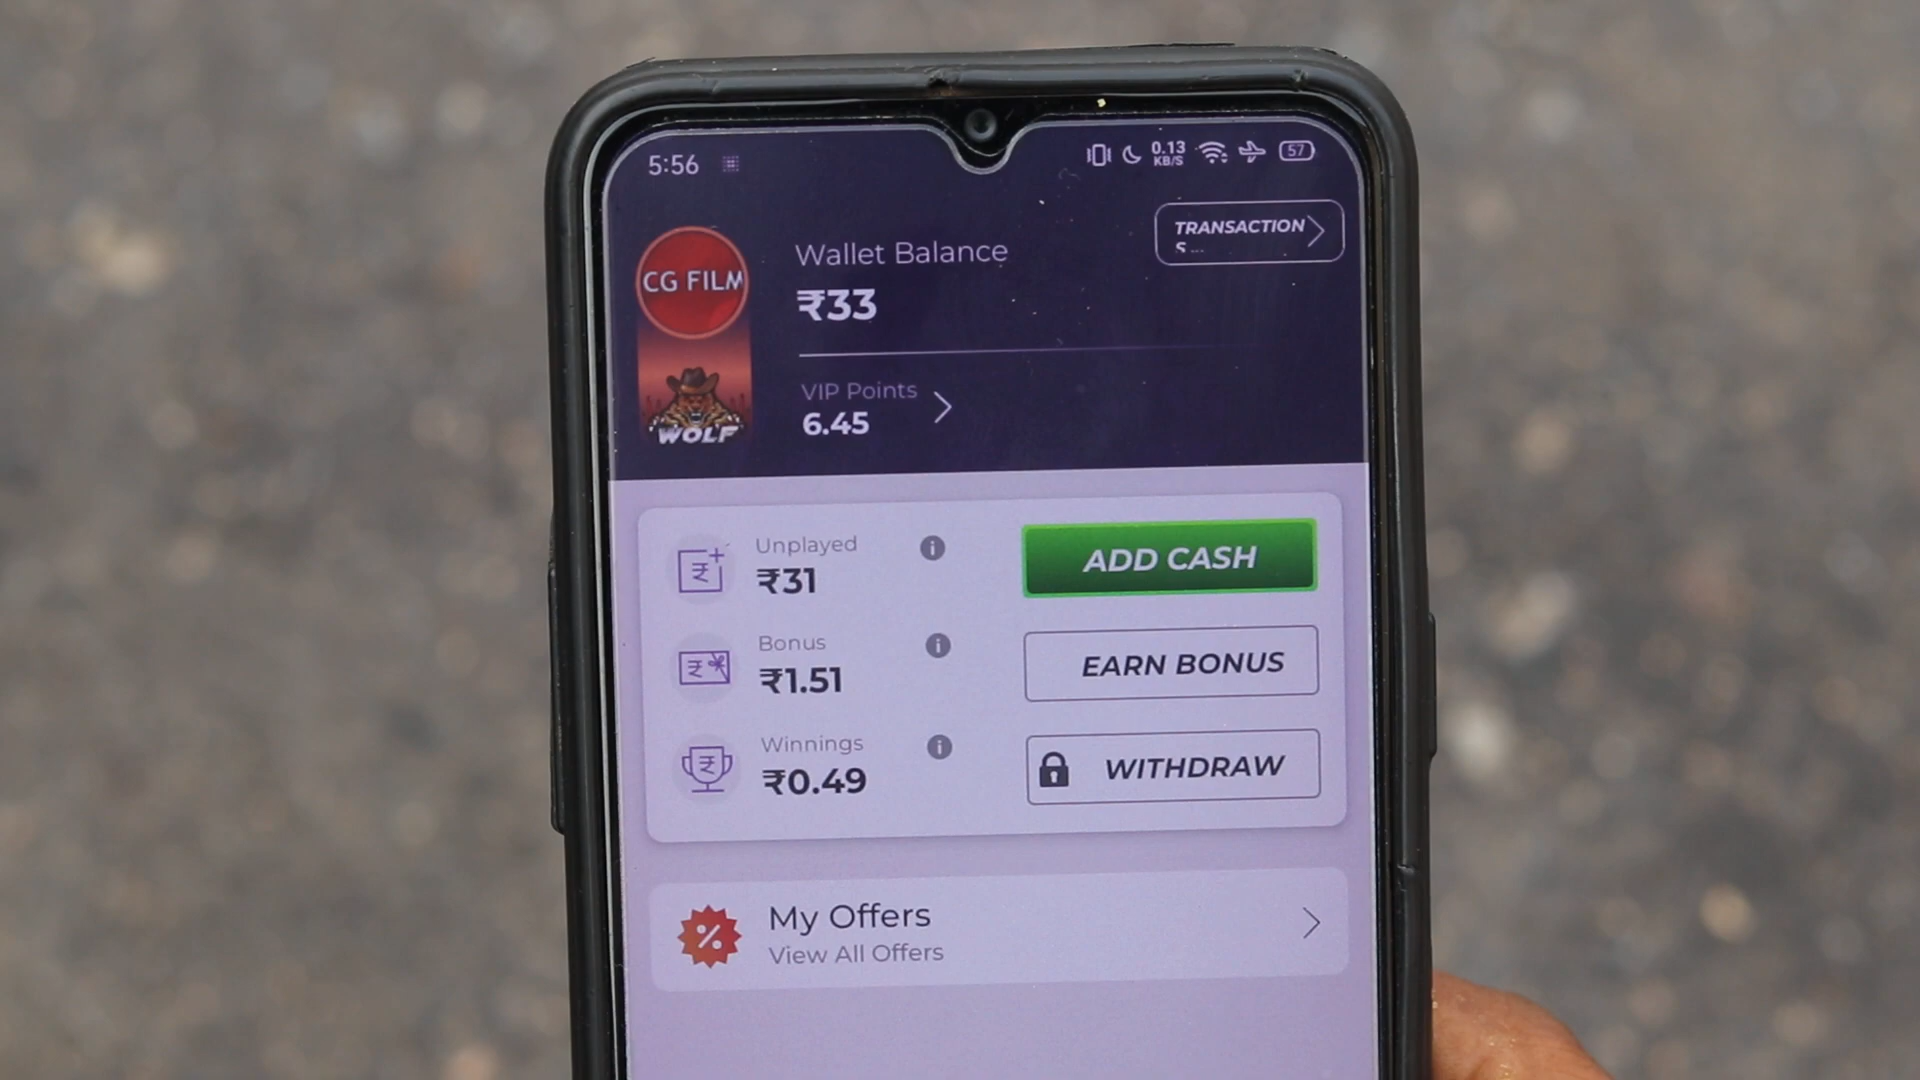 5:56
0.13
KB/S
57
TRANSACTION
S ...
CG FILM
Wallet Balance
₹33
WOLF
VIP Points
6.45
Unplayed
₹31
ADD CASH
Bonus
₹1.51
EARN BONUS
Winnings
₹0.49
WITHDRAW
My Offers
View All Offers